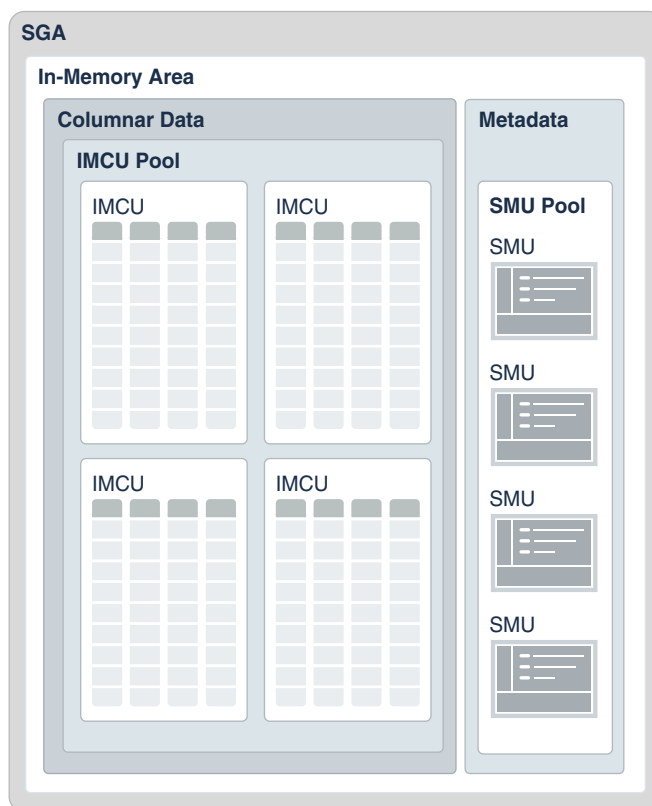 SGA
In-Memory Area
Columnar Data
IMCU Pool
IMCU
IMCU
IMCU
IMCU
Metadata
SMU Pool
SMU
SMU
SMU
SMU